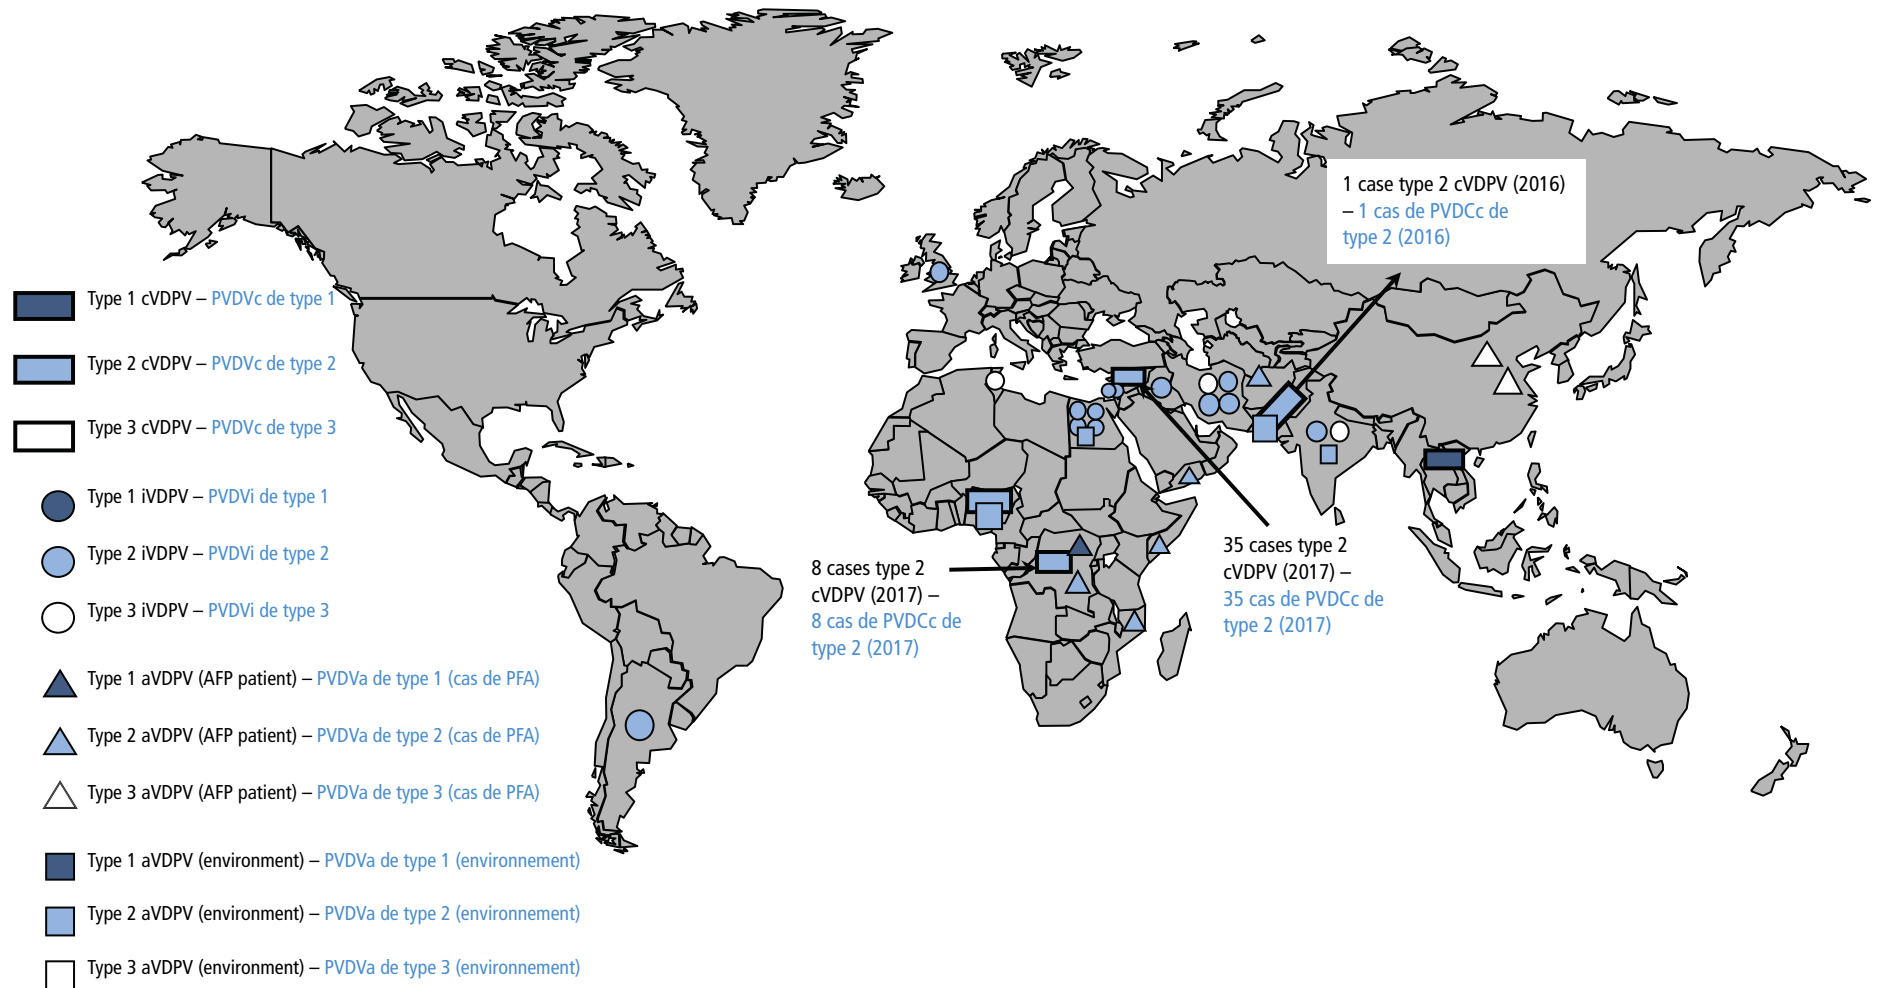 1 case type 2 cVDPV (2016)
– 1 cas de PVDCc de
type 2 (2016)
Type 1 cVDPV – PVDVc de type 1
Type 2 cVDPV – PVDVc de type 2
Type 3 cVDPV – PVDVc de type 3
Type 1 iVDPV – PVDVi de type 1
Type 2 iVDPV – PVDVi de type 2
Type 3 iVDPV – PVDVi de type 3
Type 1 aVDPV (AFP patient) – PVDVa de type 1 (cas de PFA)
Type 2 aVDPV (AFP patient) – PVDVa de type 2 (cas de PFA)
Type 3 aVDPV (AFP patient) – PVDVa de type 3 (cas de PFA)
Type 1 aVDPV (environment) – PVDVa de type 1 (environnement)
Type 2 aVDPV (environment) – PVDVa de type 2 (environnement)
Type 3 aVDPV (environment) – PVDVa de type 3 (environnement)
8 cases type 2
cVDPV (2017) –
8 cas de PVDCc de
type 2 (2017)
35 cases type 2
cVDPV (2017) –
35 cas de PVDCc de
type 2 (2017)